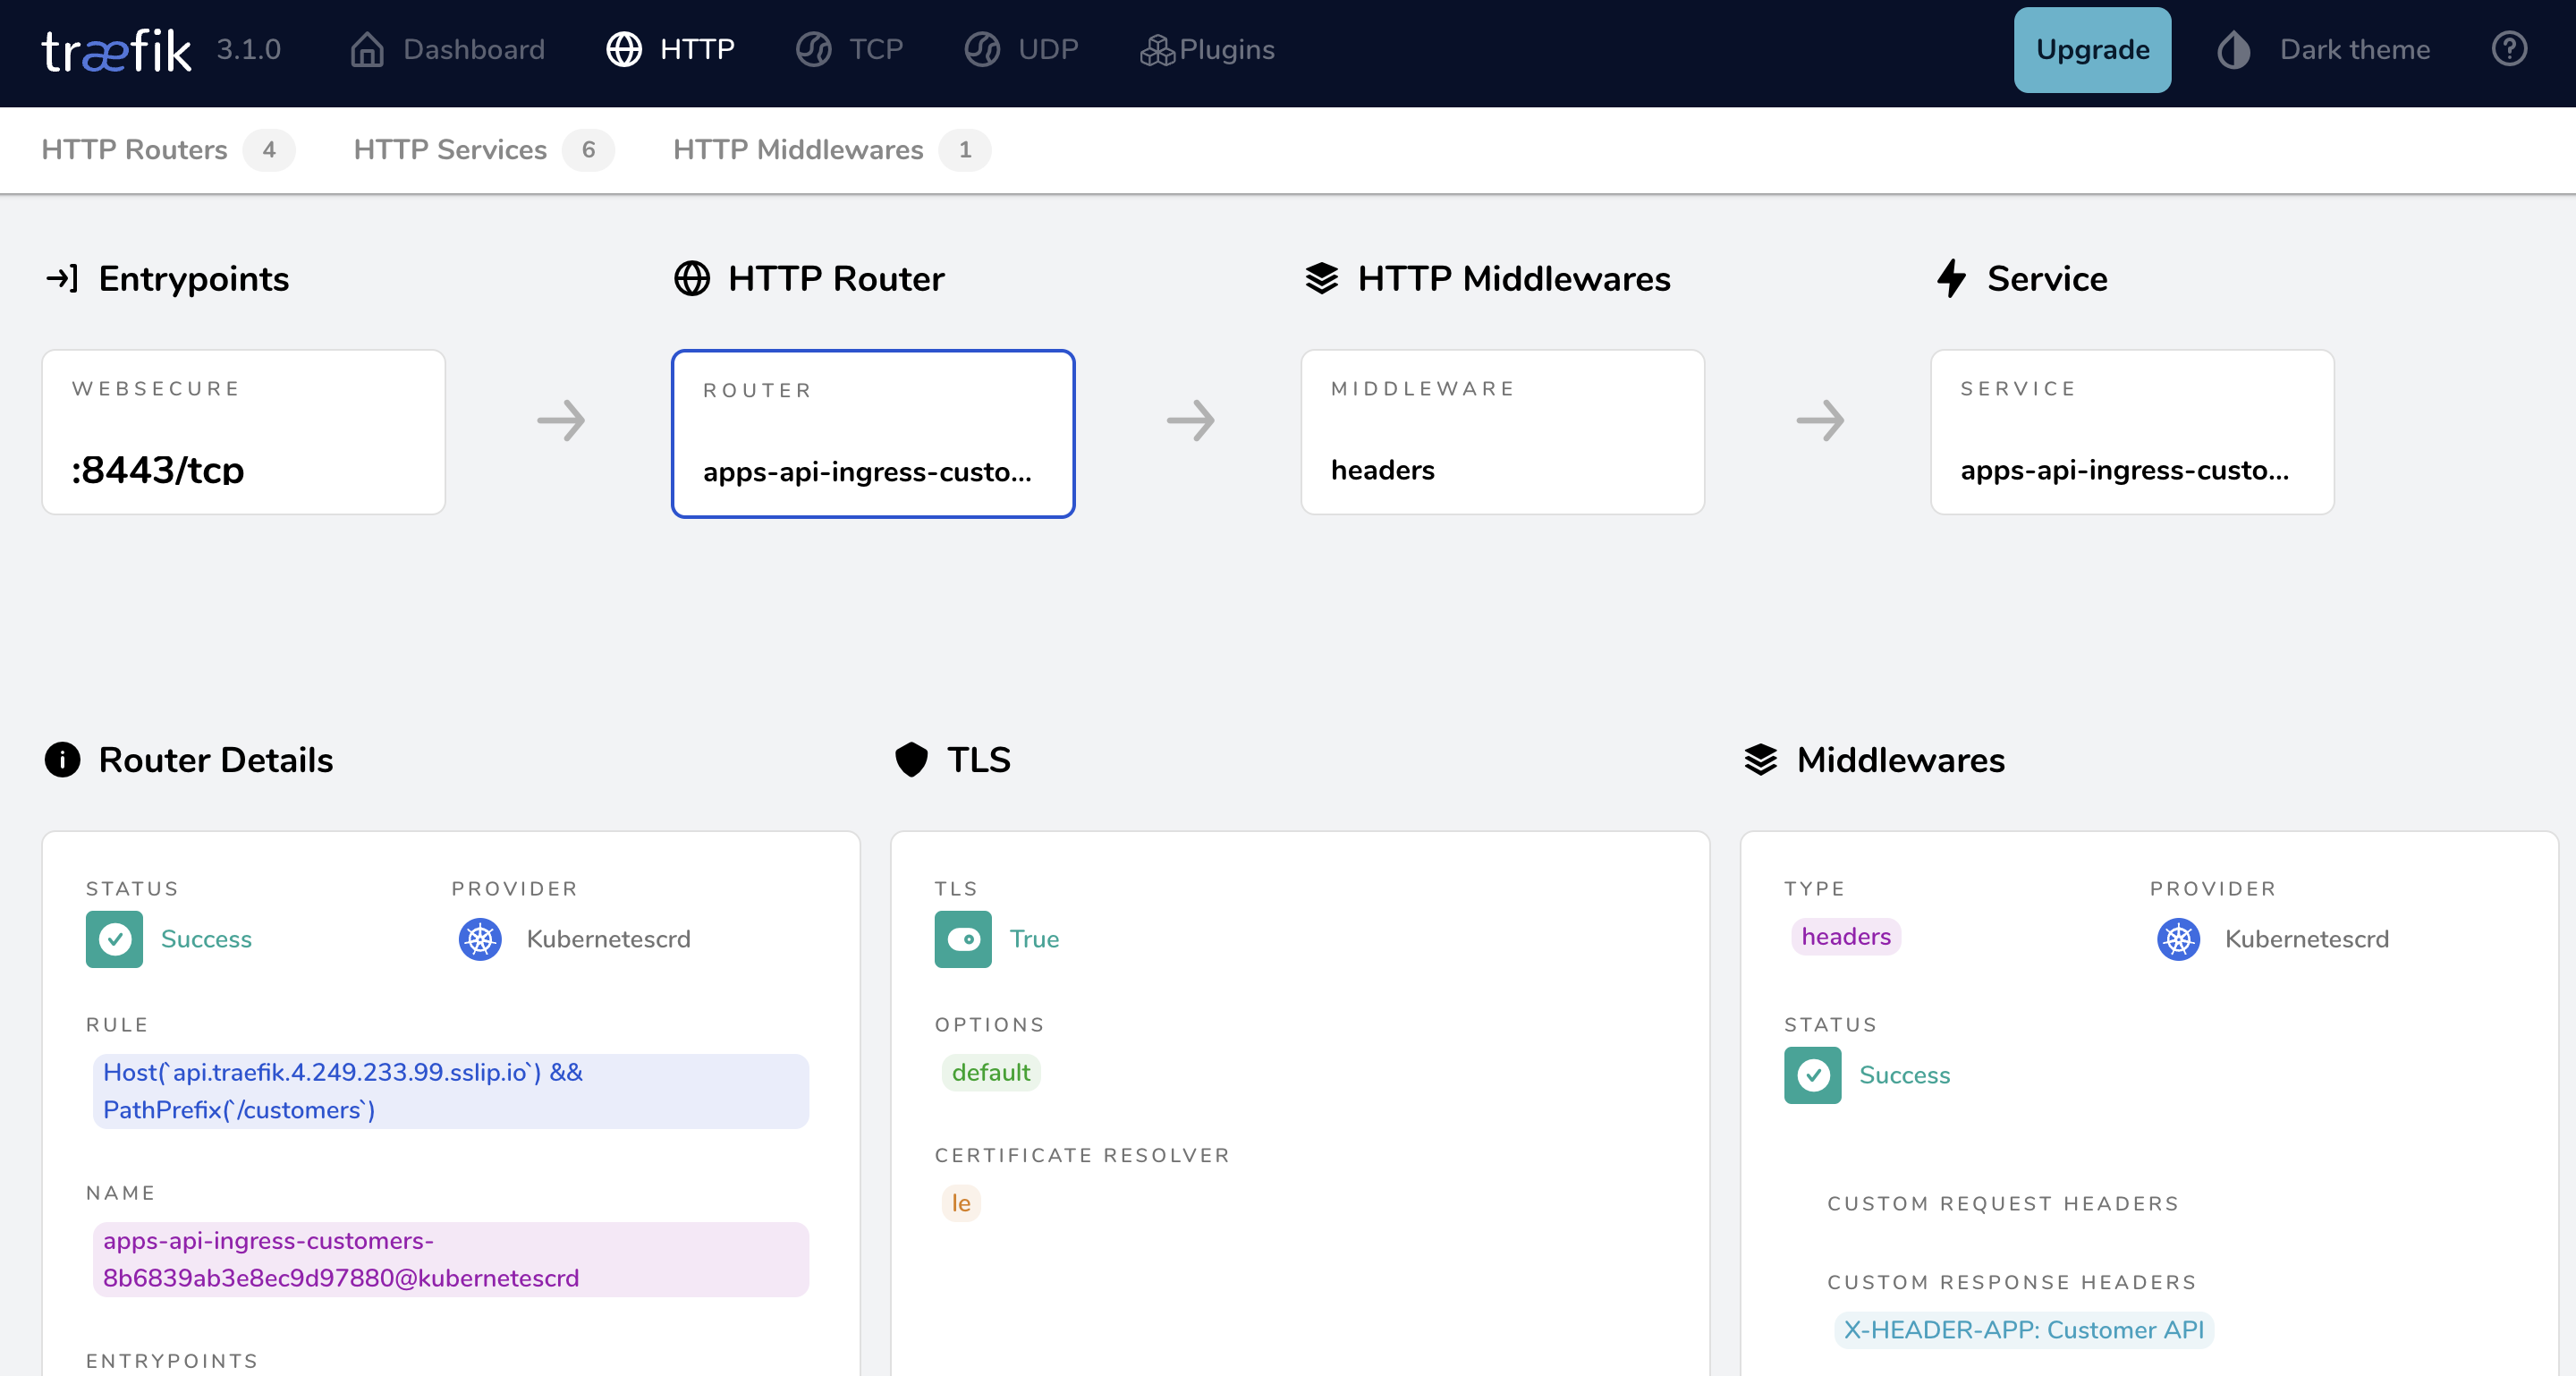 træfik 3.1.0 Dashboard HTTP TCP UDP Plugins Upgrade Dark theme
HTTP Routers 4 HTTP Services 6 HTTP Middlewares 1
Entrypoints HTTP Router HTTP Middlewares Service
WEBSECURE ROUTER MIDDLEWARE SERVICE
:8443/tcp apps-api-ingress-custo... headers apps-api-ingress-custo...
Router Details
STATUS PROVIDER
Success Kubernetescrd
RULE
Host(`api.traefik.4.249.233.99.sslip.io`) &&
PathPrefix(`/customers`)
NAME
apps-api-ingress-customers-
8b6839ab3e8ec9d97880@kubernetescrd
ENTRYPOINTS
TLS
TLS
True
OPTIONS
default
CERTIFICATE RESOLVER
le
Middlewares
TYPE PROVIDER
headers Kubernetescrd
STATUS
Success
CUSTOM REQUEST HEADERS
CUSTOM RESPONSE HEADERS
X-HEADER-APP: Customer API